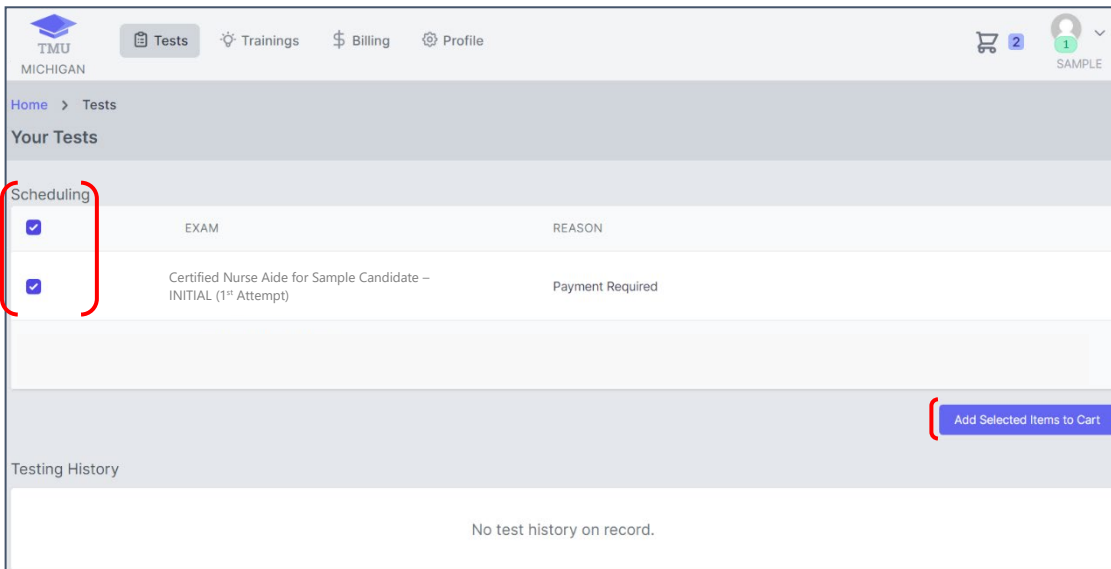 TMU
MICHIGAN
Tests Trainings $ Billing Profile
2
1
SAMPLE
Home > Tests
Your Tests
Scheduling
EXAM REASON
Certified Nurse Aide for Sample Candidate –
INITIAL (1st Attempt)
Payment Required
Add Selected Items to Cart
Testing History
No test history on record.